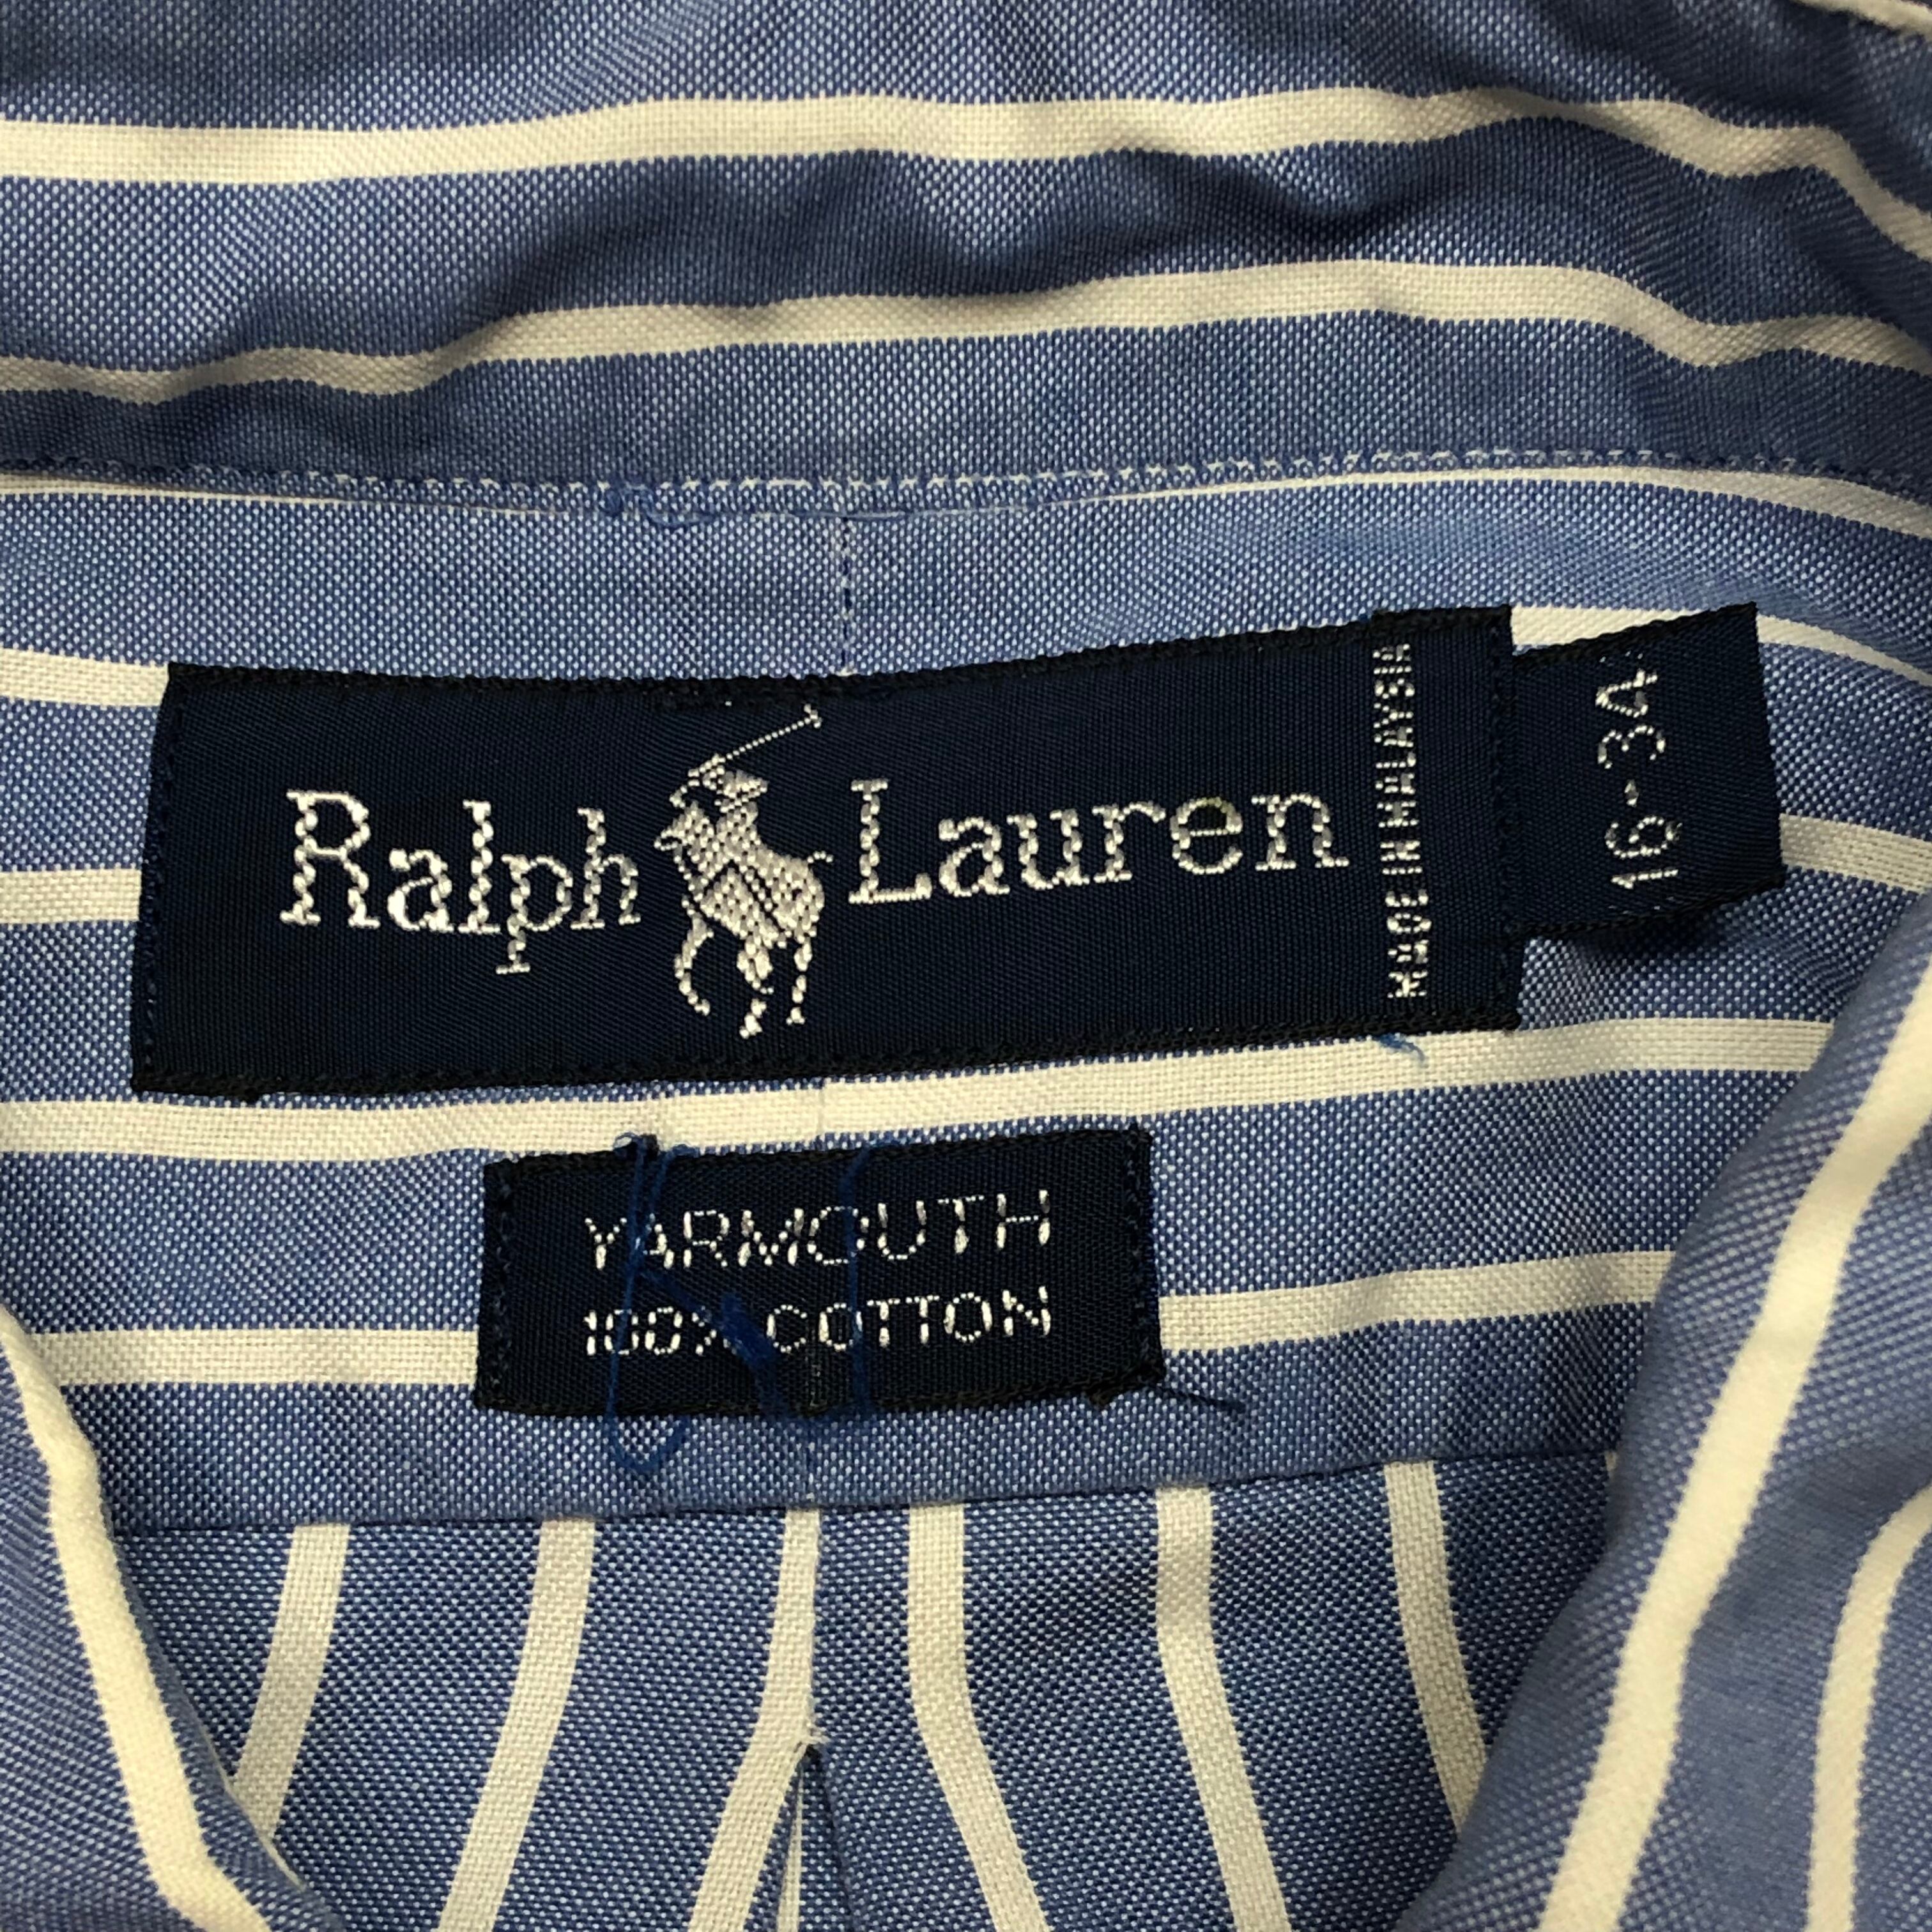 Ralph Lauren
MADE IN MALAYSIA
16-34
YARMOUTH
100% COTTON